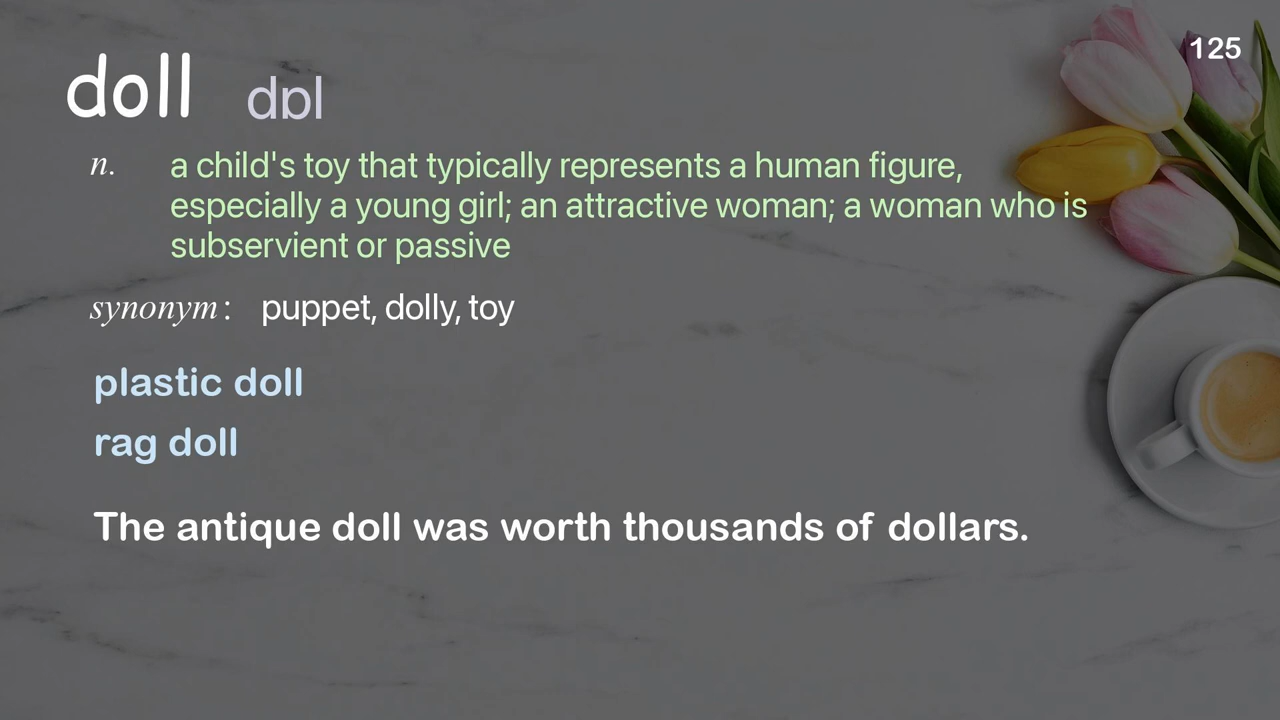 125
doll dɒl
n. a child's toy that typically represents a human figure,
especially a young girl; an attractive woman; a woman who is
subservient or passive
synonym: puppet, dolly, toy
plastic doll
rag doll
The antique doll was worth thousands of dollars.